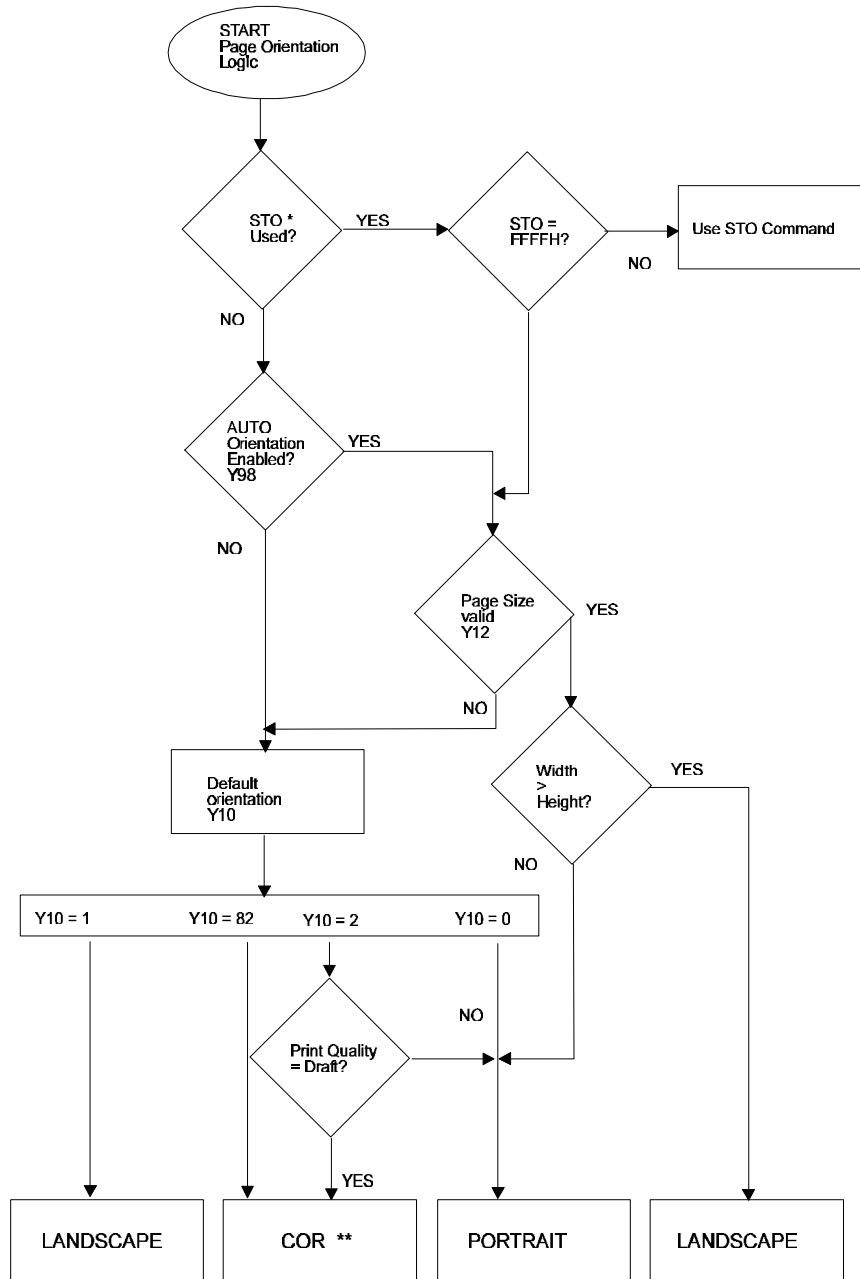 START
Page Orientation
Logic
STO *
Used?
YES
STO =
FFFFH?
Use STO Command
NO
NO
AUTO
Orientation
Enabled?
Y98
YES
NO
Page Size
valid
Y12
YES
NO
Width
>
Height?
YES
Default
orientation
Y10
NO
Y10 = 1
Y10 = 82
Y10 = 2
Y10 = 0
NO
Print Quality
= Draft?
YES
LANDSCAPE
COR **
PORTRAIT
LANDSCAPE